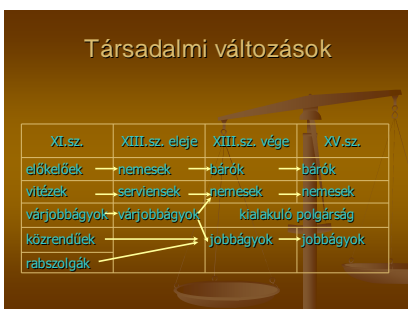 Társadalmi változások
XI.sz. XIII.sz. eleje XIII.sz. vége XV.sz.
előkelőek nemesek bárók bárók
vitézek serviensek nemesek nemesek
várjobbágyok várjobbágyok kialakuló polgárság
közrendűek jobbágyok jobbágyok
rabszolgák